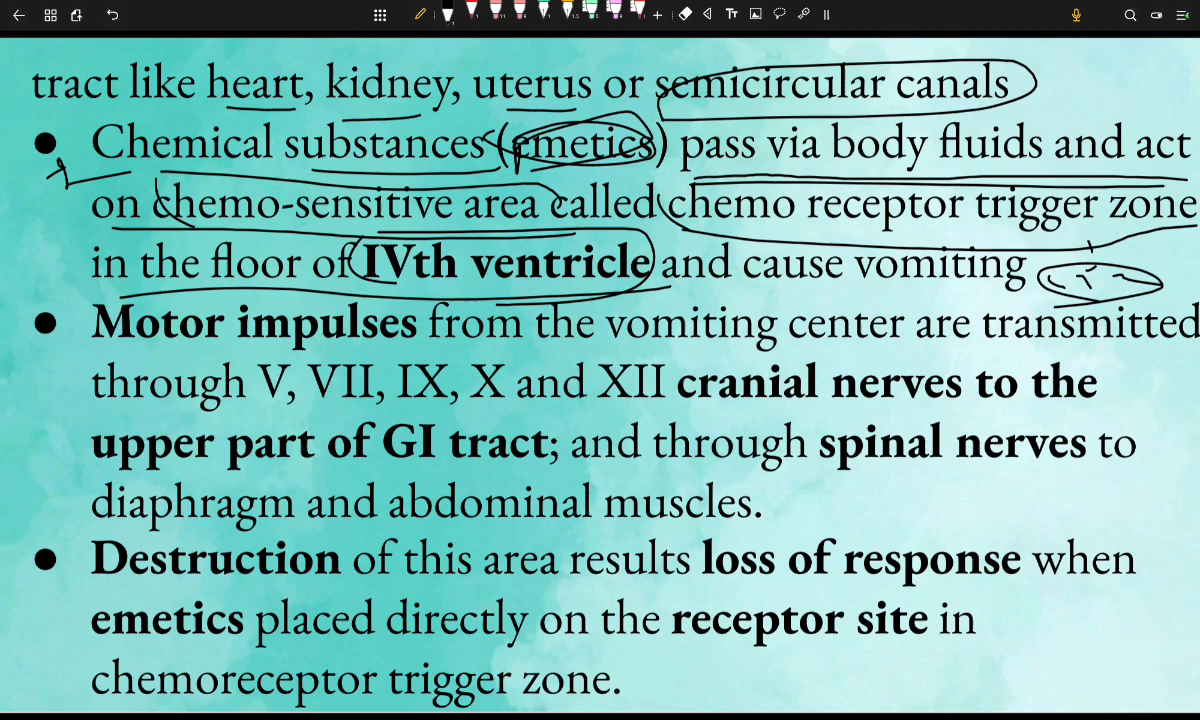 tract like heart, kidney, uterus or semicircular canals
● Chemical substances (emetics) pass via body fluids and act
on chemo-sensitive area called chemo receptor trigger zone
in the floor of IVth ventricle and cause vomiting
● Motor impulses from the vomiting center are transmitted
through V, VII, IX, X and XII cranial nerves to the
upper part of GI tract; and through spinal nerves to
diaphragm and abdominal muscles.
● Destruction of this area results loss of response when
emetics placed directly on the receptor site in
chemoreceptor trigger zone.